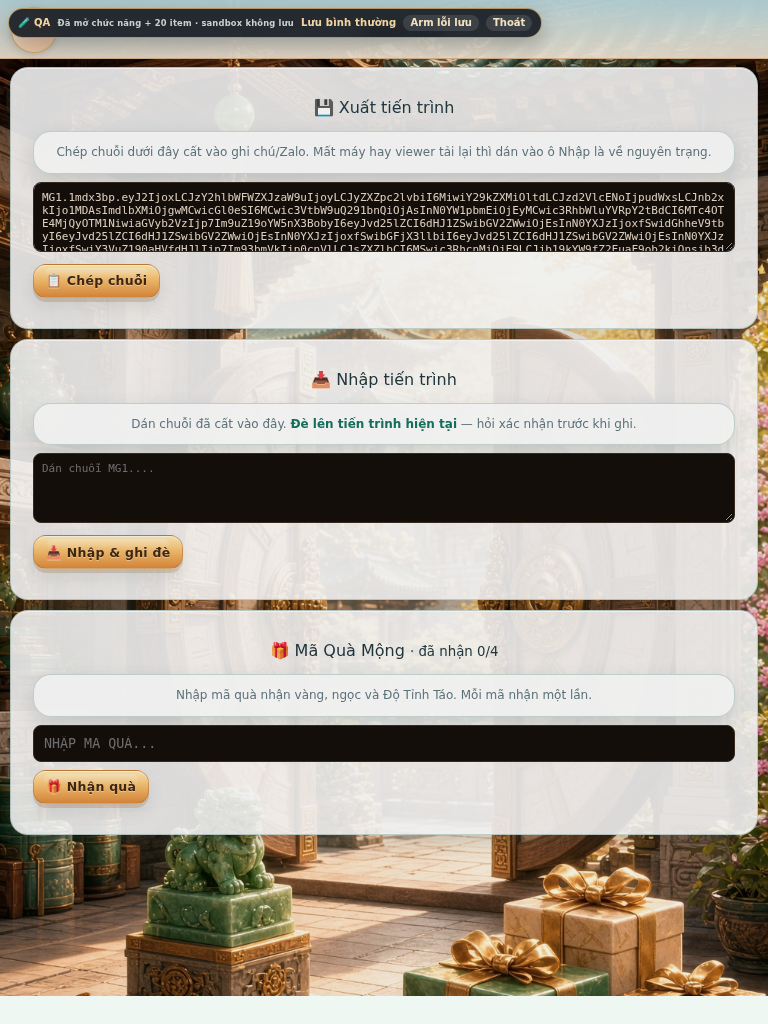 🧪 QA Đã mở chức năng + 20 item · sandbox không lưu Lưu bình thường Arm lỗi lưu Thoát
💾 Xuất tiến trình
Chép chuỗi dưới đây cất vào ghi chú/Zalo. Mất máy hay viewer tải lại thì dán vào ô Nhập là về nguyên trạng.
📋 Chép chuỗi
📥 Nhập tiến trình
Dán chuỗi đã cất vào đây. Đè lên tiến trình hiện tại — hỏi xác nhận trước khi ghi.
Dán chuỗi MG1....
📥 Nhập & ghi đè
🎁 Mã Quà Mộng · đã nhận 0/4
Nhập mã quà nhận vàng, ngọc và Độ Tỉnh Táo. Mỗi mã nhận một lần.
NHẬP MÃ QUÀ...
🎁 Nhận quà